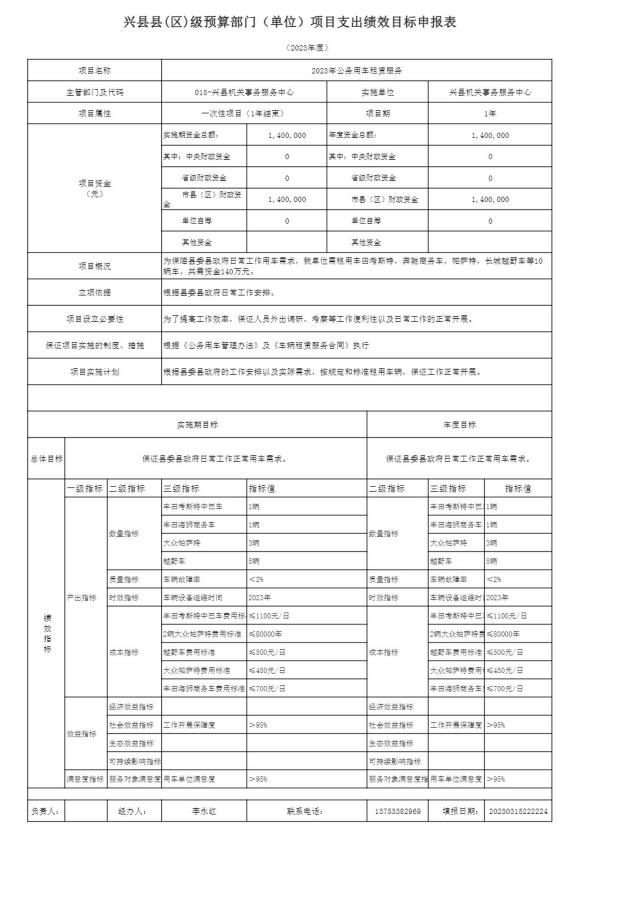 兴县县(区)级预算部门（单位）项目支出绩效目标申报表
（2023年度）
项目名称 2023年公务用车租赁服务
主管部门及代码 015-兴县机关事务服务中心 实施单位 兴县机关事务服务中心
项目属性 一次性项目（1年结束） 项目期 1年
项目资金（元） 实施期资金总额： 1,400,000 年度资金总额： 1,400,000
其中：中央财政资金 0 其中：中央财政资金 0
省级财政资金 0 省级财政资金 0
市县（区）财政资金 1,400,000 市县（区）财政资金 1,400,000
单位自筹 0 单位自筹 0
其他资金 其他资金
项目概况 为保障县委县政府日常工作用车需求，我单位需租用丰田考斯特，奔驰商务车，帕萨特，长城越野车等10
辆车，共需资金140万元。
立项依据 根据县委县政府日常工作安排。
项目设立必要性 为了提高工作效率，保证人员外出调研、考察等工作便利性以及日常工作的正常开展。
保证项目实施的制度、措施 根据《公务用车管理办法》及《车辆租赁服务合同》执行
项目实施计划 根据县委县政府的工作安排以及实际需求，按规定和标准租用车辆，保证工作正常开展。
实施期目标 年度目标
总体目标 保证县委县政府日常工作正常用车需求。 保证县委县政府日常工作正常用车需求。
绩效指标 一级指标 二级指标 三级指标 指标值 二级指标 三级指标 指标值
产出指标 数量指标 丰田考斯特中巴车 1辆 数量指标 丰田考斯特中巴 1辆
丰田海狮商务车 1辆 丰田海狮商务车 1辆
大众帕萨特 3辆 大众帕萨特 3辆
越野车 5辆 越野车 5辆
质量指标 车辆故障率 ＜2% 质量指标 车辆故障率 ＜2%
时效指标 车辆设备运维时间 2023年 时效指标 车辆设备运维时 2023年
成本指标 丰田考斯特中巴车费用标 ≤1100元/日 成本指标 丰田考斯特中巴 ≤1100元/日
2辆大众帕萨特费用标准 ≤80000年 2辆大众帕萨特费 ≤80000年
越野车费用标准 ≤500元/日 越野车费用标准 ≤500元/日
大众帕萨特费用标准 ≤450元/日 大众帕萨特费用 ≤450元/日
丰田海狮商务车费用标准 ≤700元/日 丰田海狮商务车 ≤700元/日
效益指标 经济效益指标 经济效益指标
社会效益指标 工作开展保障度 ＞95% 社会效益指标 工作开展保障度 ＞95%
生态效益指标 生态效益指标
可持续影响指标 可持续影响指标
满意度指标 服务对象满意度 用车单位满意度 ＞95% 服务对象满意度指 用车单位满意度 ＞95%
负责人： 经办人： 李永红 联系电话： 13753382969 填报日期： 20230315222224